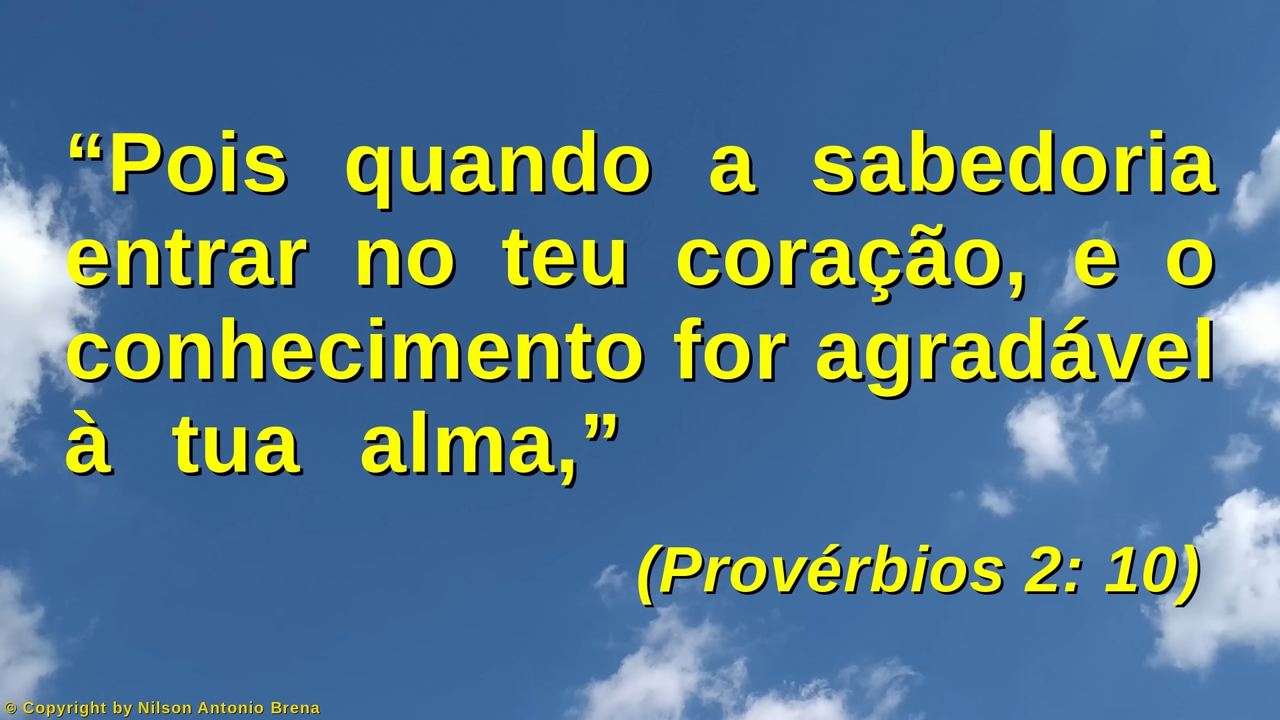 “Pois quando a sabedoria
entrar no teu coração, e o
conhecimento for agradável
à tua alma,”
(Provérbios 2: 10)
© Copyright by Nilson Antonio Brena